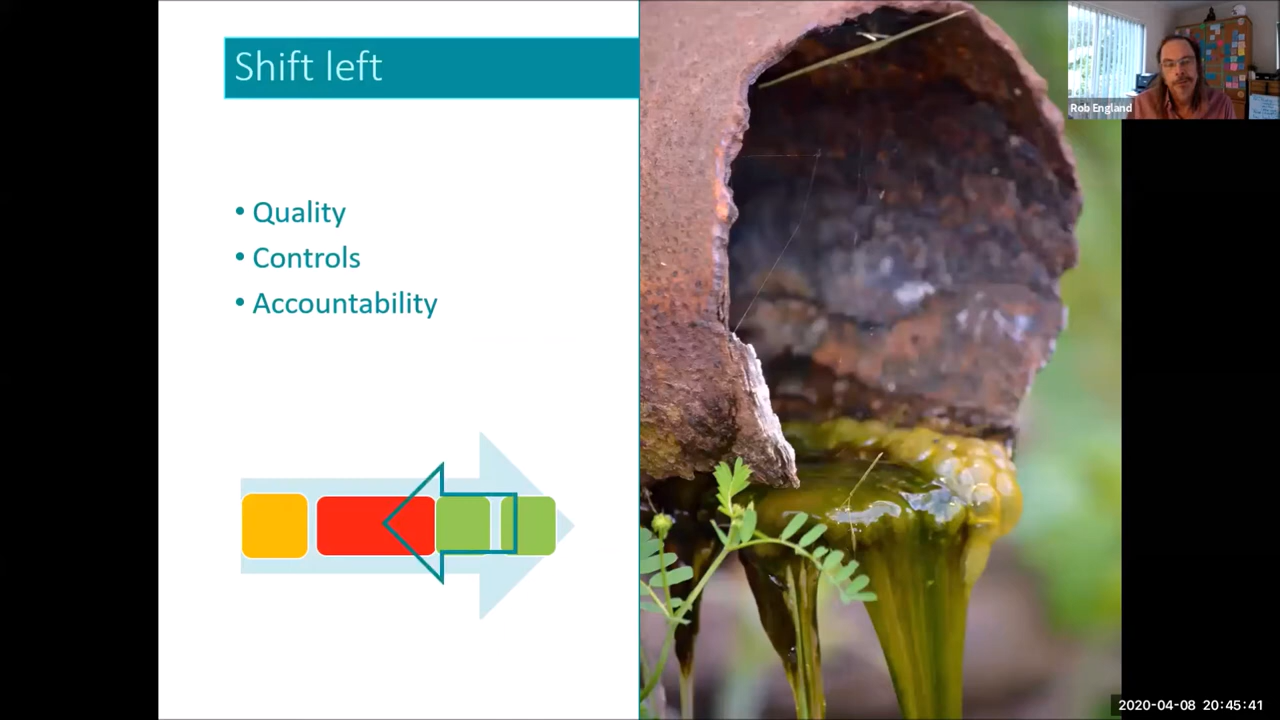 Shift left
• Quality
• Controls
• Accountability
Rob England
2020-04-08 20:45:41